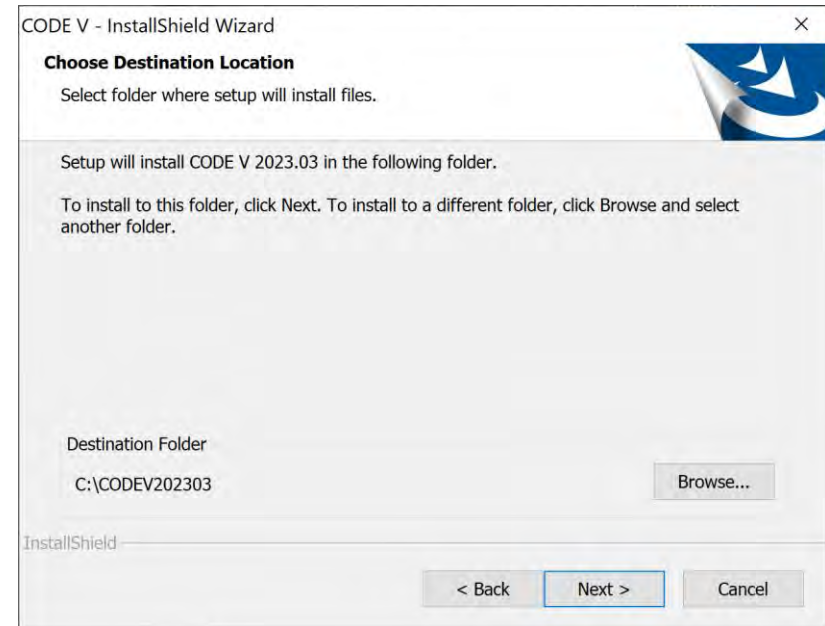 CODE V - InstallShield Wizard
Choose Destination Location
Select folder where setup will install files.
Setup will install CODE V 2023.03 in the following folder.
To install to this folder, click Next. To install to a different folder, click Browse and select
another folder.
Destination Folder
C:\CODEV202303
Browse...
InstallShield
< Back
Next >
Cancel